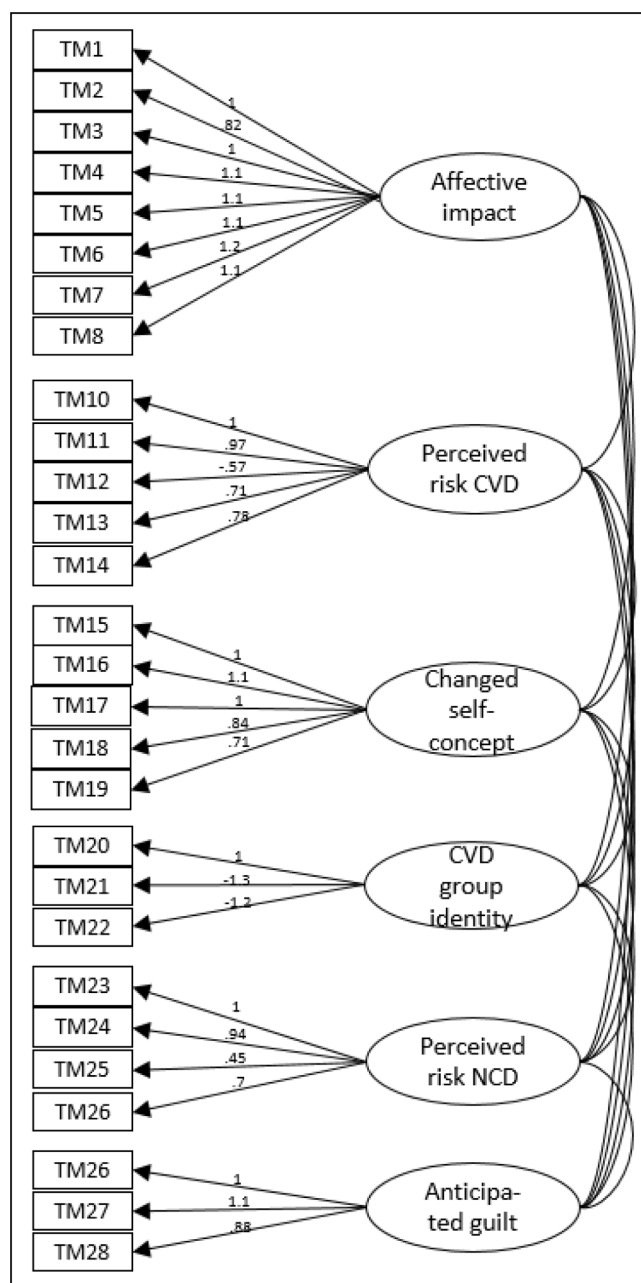 TM1
TM2
TM3
TM4
TM5
TM6
TM7
TM8
1
.82
1
1.1
1.1
1.1
1.2
1.1
Affective
impact
TM10
TM11
TM12
TM13
TM14
1
.97
-.57
.71
.78
Perceived
risk CVD
TM15
TM16
TM17
TM18
TM19
1
1.1
1
.84
.71
Changed
self-
concept
TM20
TM21
TM22
1
-1.3
-1.2
CVD
group
identity
TM23
TM24
TM25
TM26
1
.94
.45
.7
Perceived
risk NCD
TM26
TM27
TM28
1
1.1
.88
Anticipa-
ted guilt